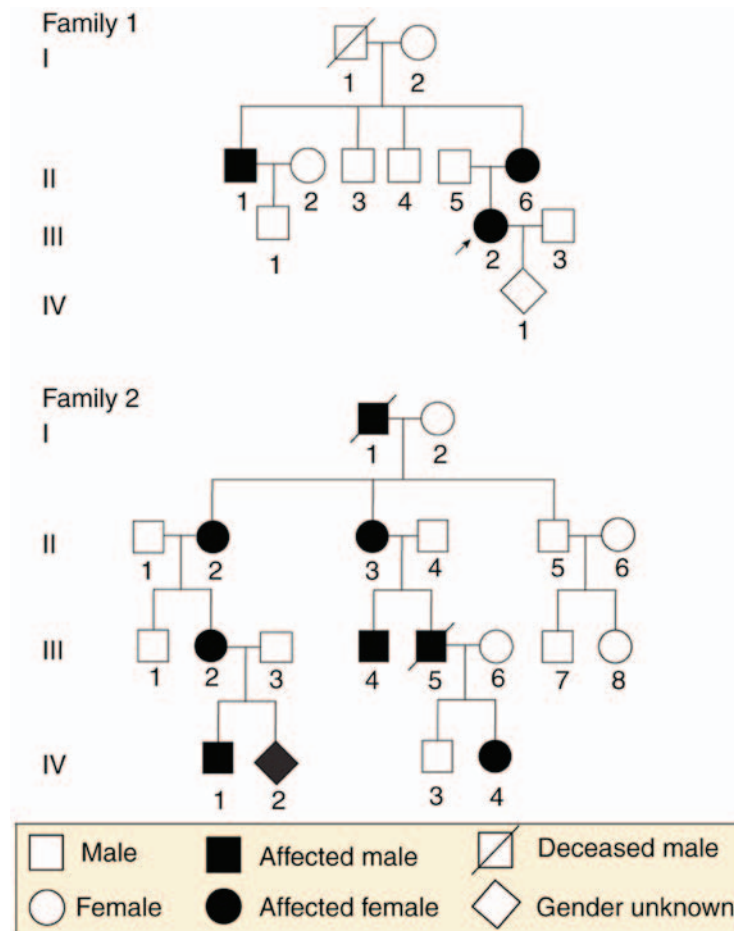 Family 1
I
1 2
II
1 2 3 4 5 6
III
1 2 3
IV
1
Family 2
I
1 2
II
1 2 3 4 5 6
III
1 2 3 4 5 6 7 8
IV
1 2 3 4
Male Affected male Deceased male
Female Affected female Gender unknown